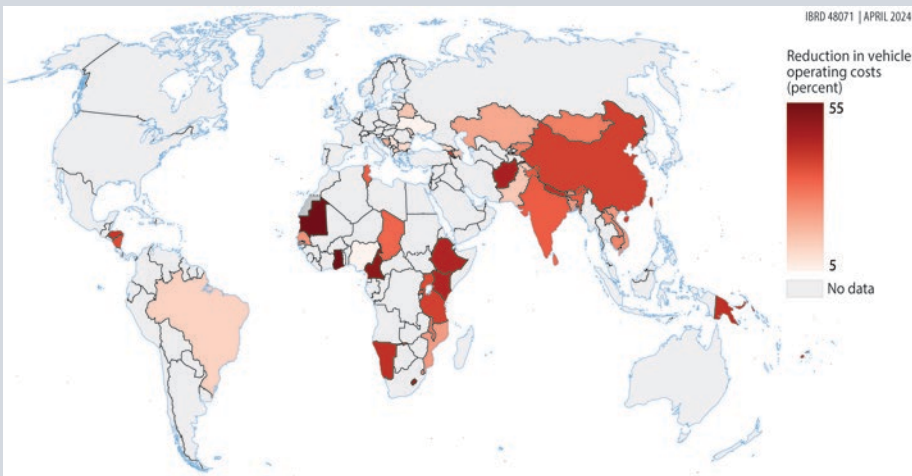 IBRD 48071 | APRIL 2024
Reduction in vehicle
operating costs
(percent)
55
5
No data